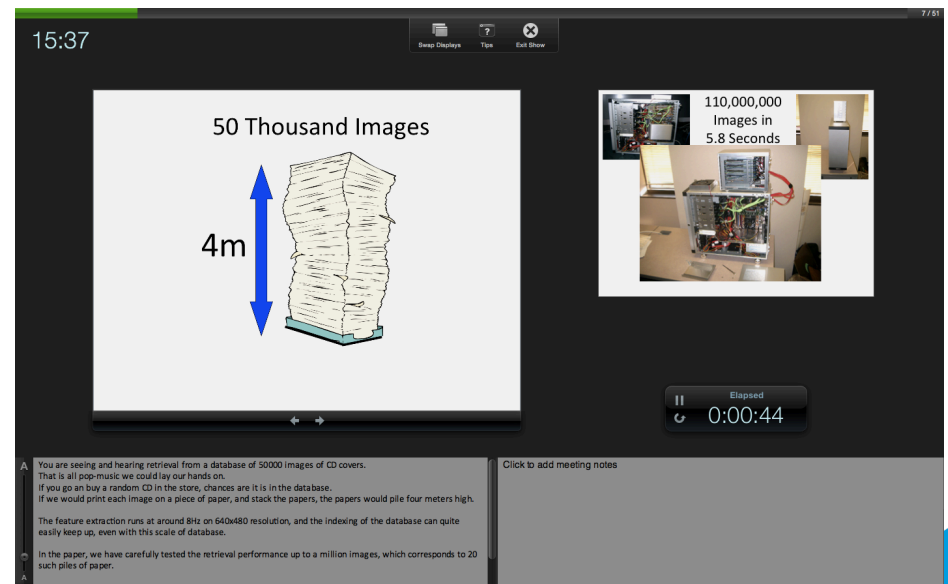 7 / 51
15:37
Swap Displays
Tips
Exit Show
50 Thousand Images
4m
110,000,000
Images in
5.8 Seconds
Elapsed
0:00:44
A
You are seeing and hearing retrieval from a database of 50000 images of CD covers.
That is all pop-music we could lay our hands on.
If you go an buy a random CD in the store, chances are it is in the database.
If we would print each image on a piece of paper, and stack the papers, the papers would pile four meters high.
The feature extraction runs at around 8Hz on 640x480 resolution, and the indexing of the database can quite
easily keep up, even with this scale of database.
In the paper, we have carefully tested the retrieval performance up to a million images, which corresponds to 20
such piles of paper.
A
Click to add meeting notes